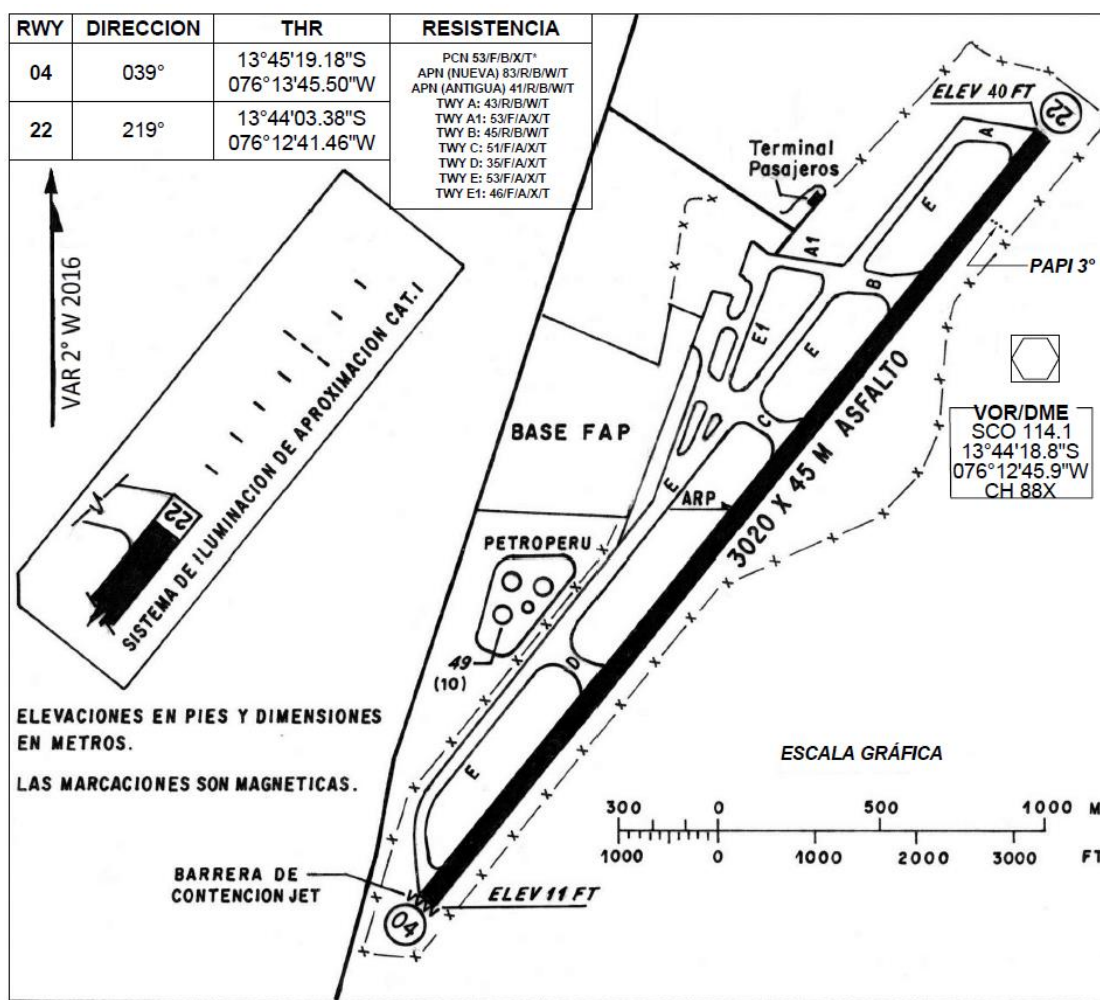 RWY DIRECCION THR RESISTENCIA
04 039° 13°45'19.18"S
076°13'45.50"W
22 219° 13°44'03.38"S
076°12'41.46"W
PCN 53/F/B/X/T*
APN (NUEVA) 83/R/B/W/T
APN (ANTIGUA) 41/R/B/W/T
TWY A: 43/R/B/W/T
TWY A1: 53/F/A/X/T
TWY B: 45/R/B/W/T
TWY C: 51/F/A/X/T
TWY D: 35/F/A/X/T
TWY E: 53/F/A/X/T
TWY E1: 46/F/A/X/T
VAR 2° W 2016
SISTEMA DE ILUMINACION DE APROXIMACION CAT. I
22
ELEV 40 FT
22
Terminal
Pasajeros
A
E
A1
B
PAPI 3°
E1
E
C
3020 X 45 M ASFALTO
VOR/DME
SCO 114.1
13°44'18.8"S
076°12'45.9"W
CH 88X
BASE FAP
E
ARP
PETROPERU
49
(10)
D
E
ELEVACIONES EN PIES Y DIMENSIONES
EN METROS.
LAS MARCACIONES SON MAGNETICAS.
ESCALA GRÁFICA
300 0 500 1000 M
1000 0 1000 2000 3000 FT
BARRERA DE
CONTENCION JET
ELEV 11 FT
04